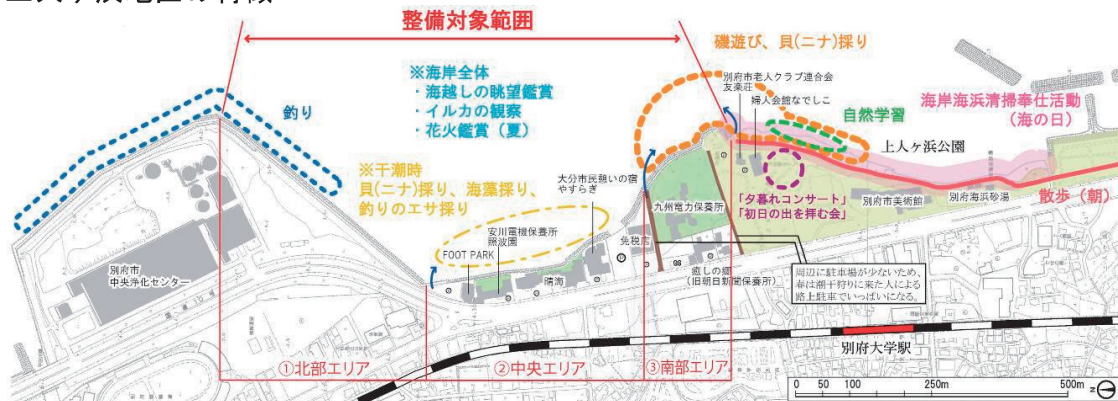 整備対象範囲
磯遊び、貝(ニナ)採り
※海岸全体
・海越しの眺望鑑賞
・イルカの観察
・花火鑑賞(夏)
釣り
別府市老人クラブ連合会
友楽荘
婦人会館なでしこ
海岸海浜清掃奉仕活動
(海の日)
自然学習
上人ヶ浜公園
※干潮時
貝(ニナ)採り、海藻採り、
釣りのエサ採り
大分市民憩いの宿
やすらぎ
安川電機保養所
照波園
FOOT PARK
晴海
免税店
九州電力保養所
「夕暮れコンサート」
「初日の出を拝む会」
別府市美術館
別府海浜砂湯
散歩(朝)
別府市
中央浄化センター
癒しの郷
(旧朝日新聞保養所)
GS
周辺に駐車場が少ないため、
春は潮干狩りに来た人による
路上駐車でいっぱいになる。
別府大学駅
①北部エリア
②中央エリア
③南部エリア
0 50 100 250m 500m
N